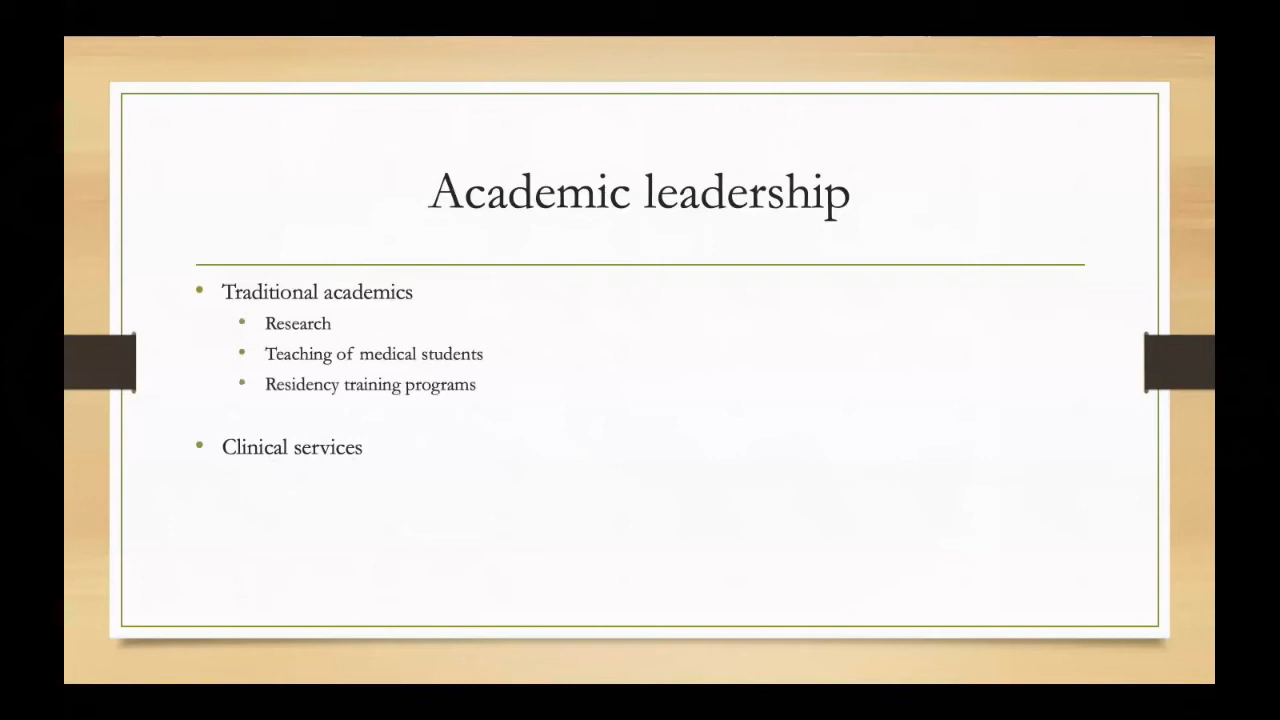 Academic leadership
• Traditional academics
• Research
• Teaching of medical students
• Residency training programs
• Clinical services